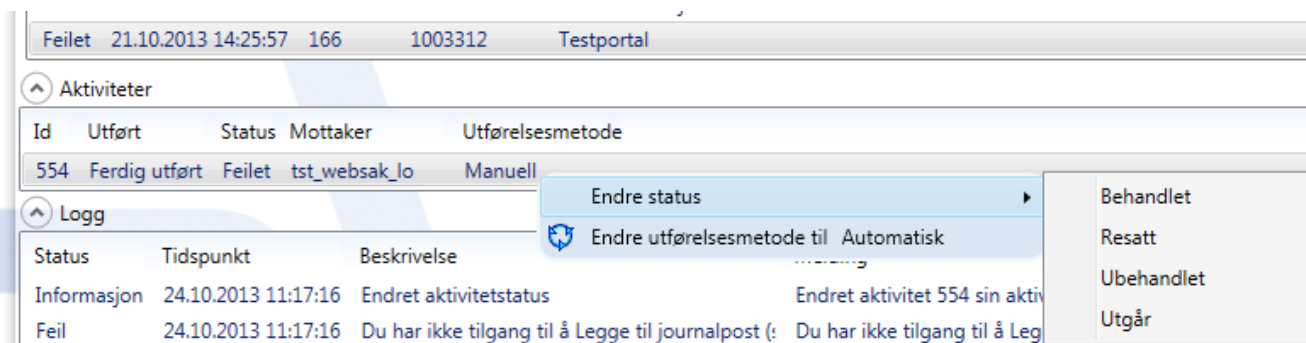 Feilet 21.10.2013 14:25:57 166 1003312 Testportal
Aktiviteter
Id Utført Status Mottaker Utførelsesmetode
554 Ferdig utført Feilet tst_websak_lo Manuell
Endre status Behandlet
Logg
Endre utførelsesmetode til Automatisk Resatt
Status Tidspunkt Beskrivelse
Ubehandlet
Informasjon 24.10.2013 11:17:16 Endret aktivitetstatus Endret aktivitet 554 sin aktiv
Utgår
Feil 24.10.2013 11:17:16 Du har ikke tilgang til å Legge til journalpost (s Du har ikke tilgang til å Leg